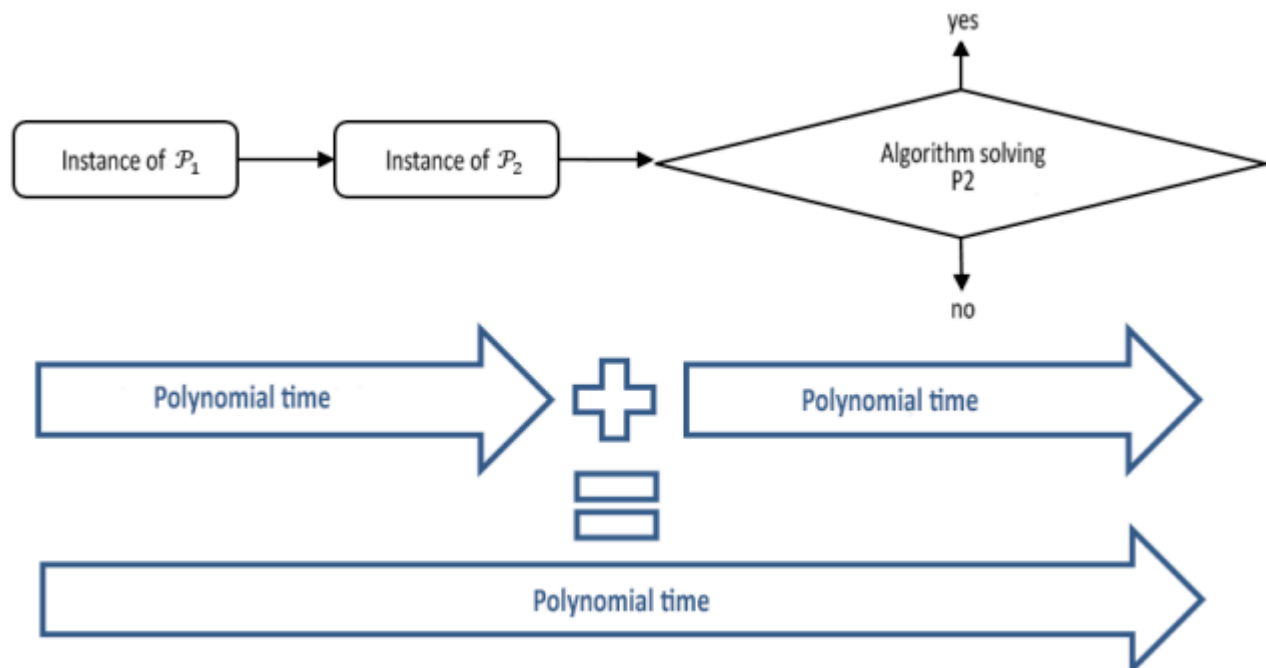 yes
Instance of 𝒫₁
Instance of 𝒫₂
Algorithm solving
P2
no
Polynomial time
Polynomial time
Polynomial time